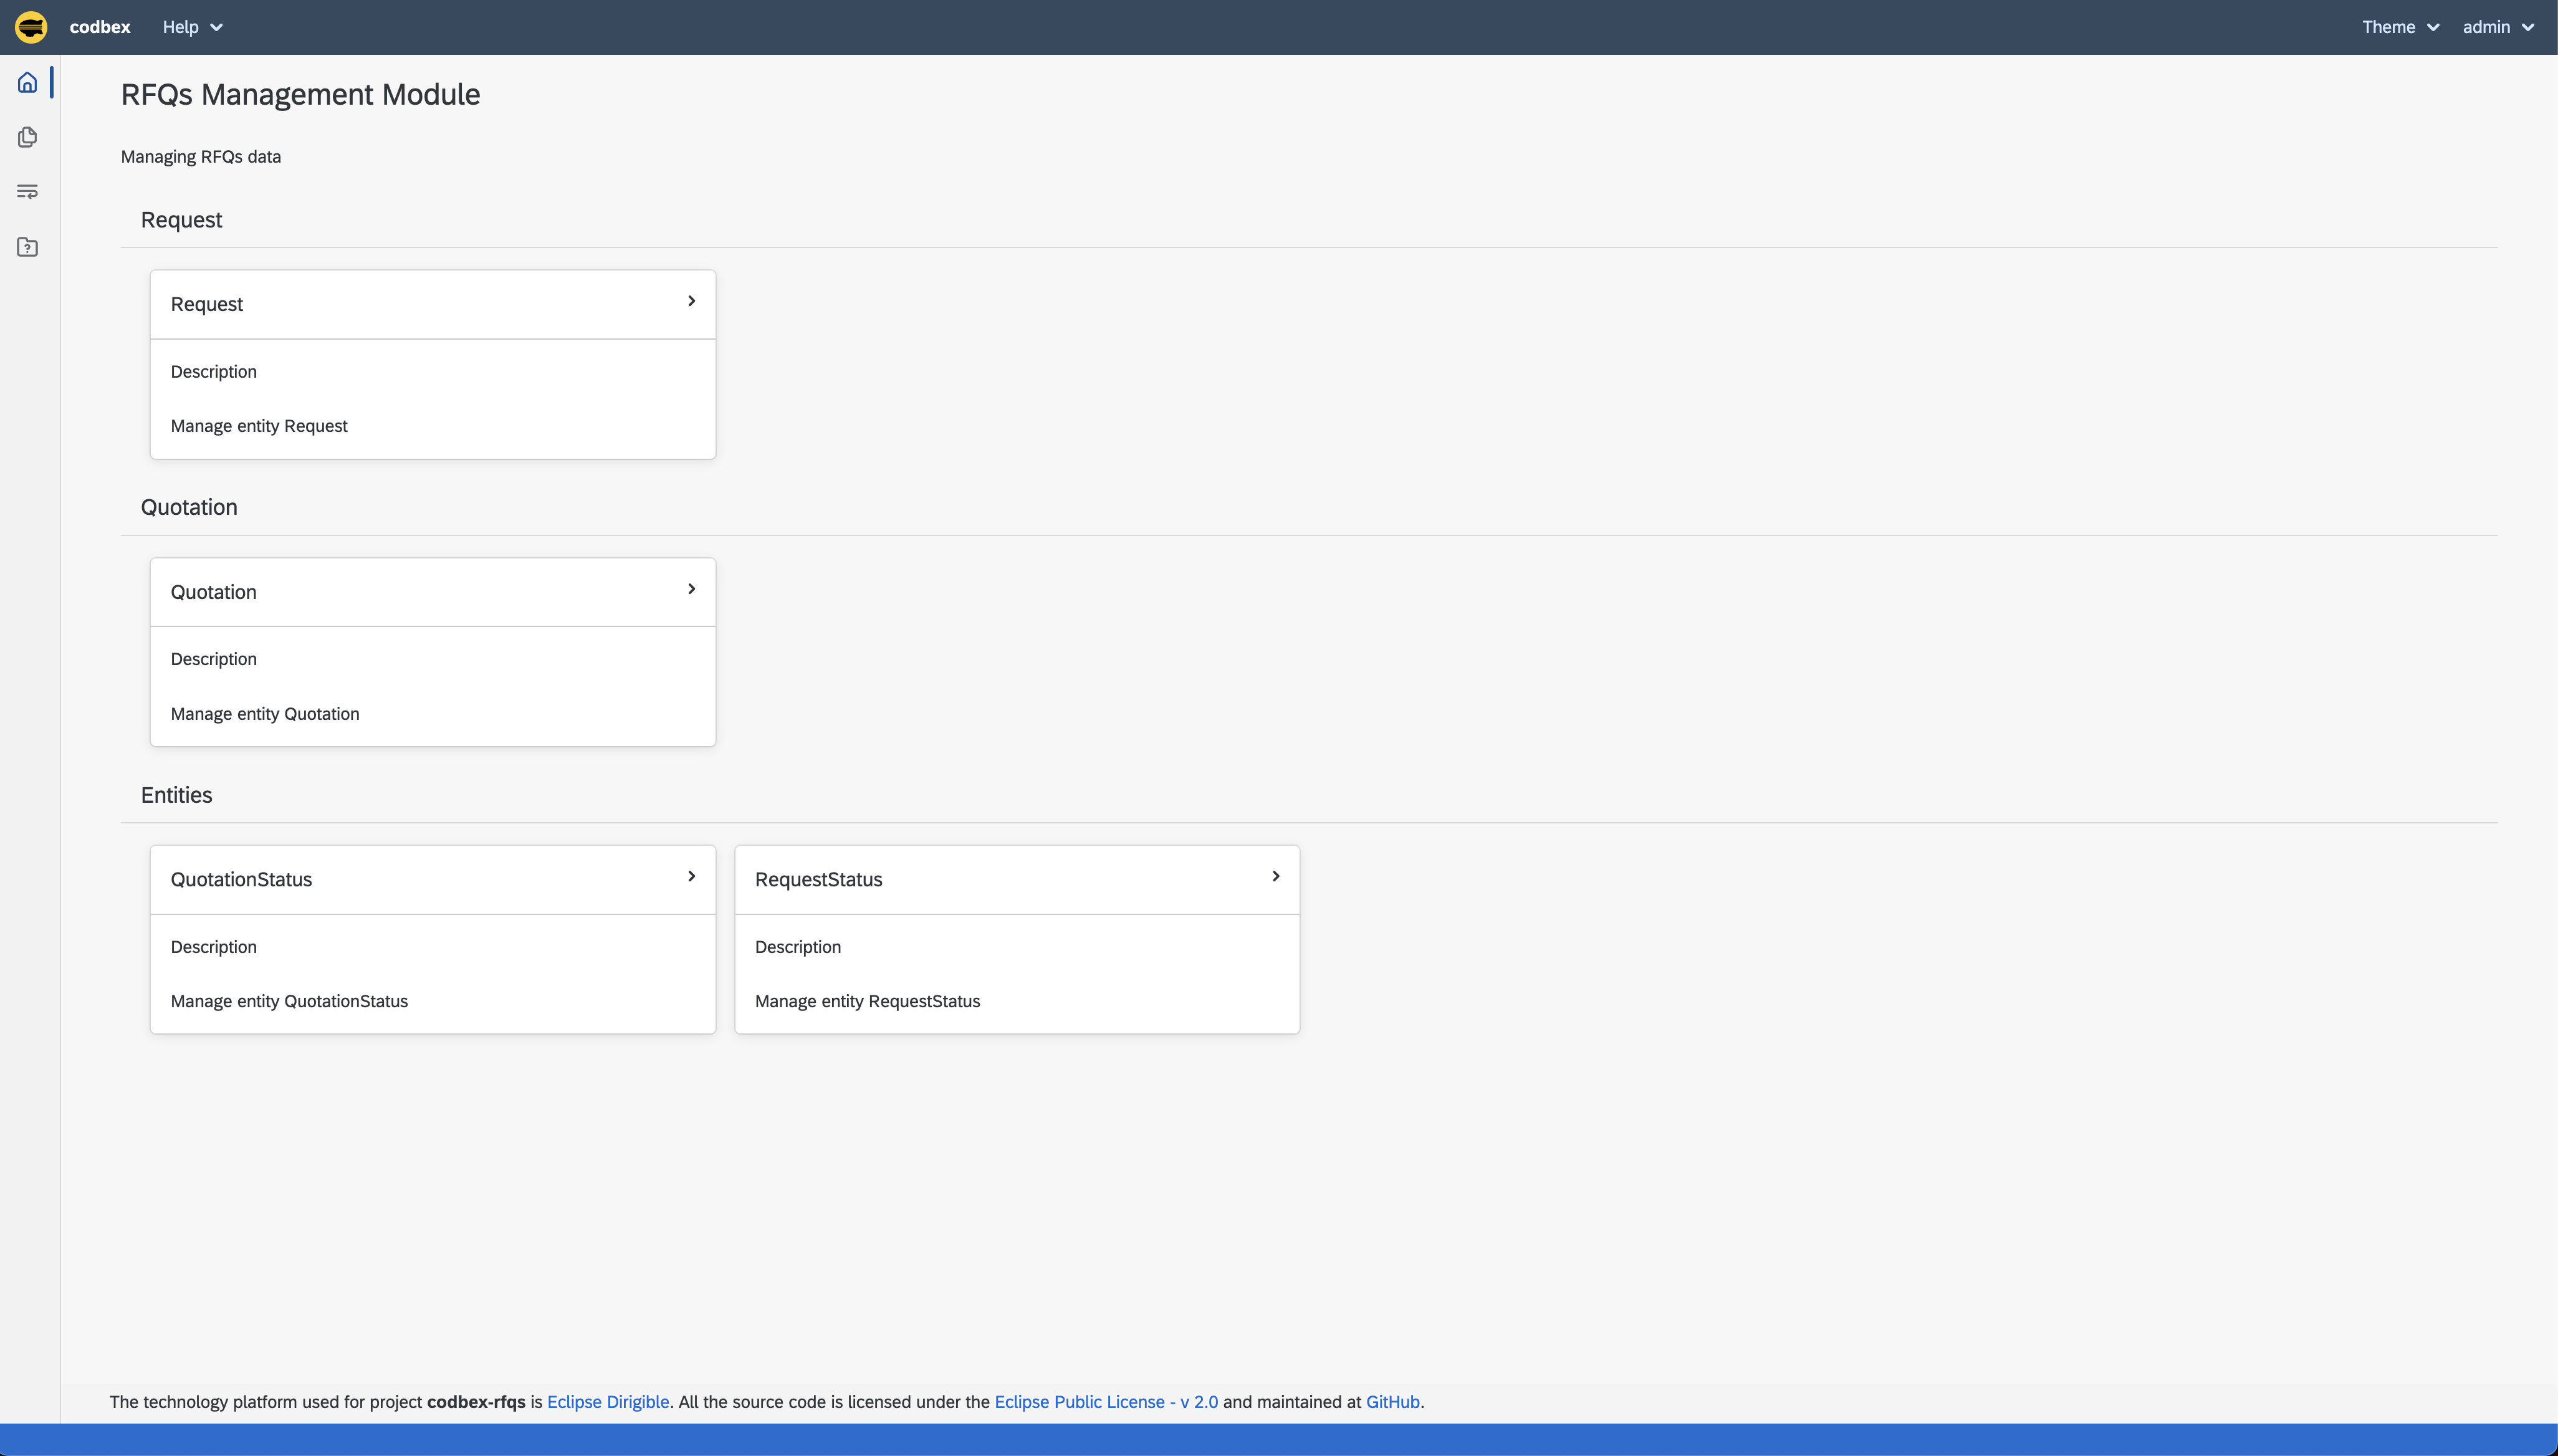 codbex Help Theme admin
RFQs Management Module
Managing RFQs data
Request
Request
Description
Manage entity Request
Quotation
Quotation
Description
Manage entity Quotation
Entities
QuotationStatus
Description
Manage entity QuotationStatus
RequestStatus
Description
Manage entity RequestStatus
The technology platform used for project codbex-rfqs is Eclipse Dirigible. All the source code is licensed under the Eclipse Public License - v 2.0 and maintained at GitHub.